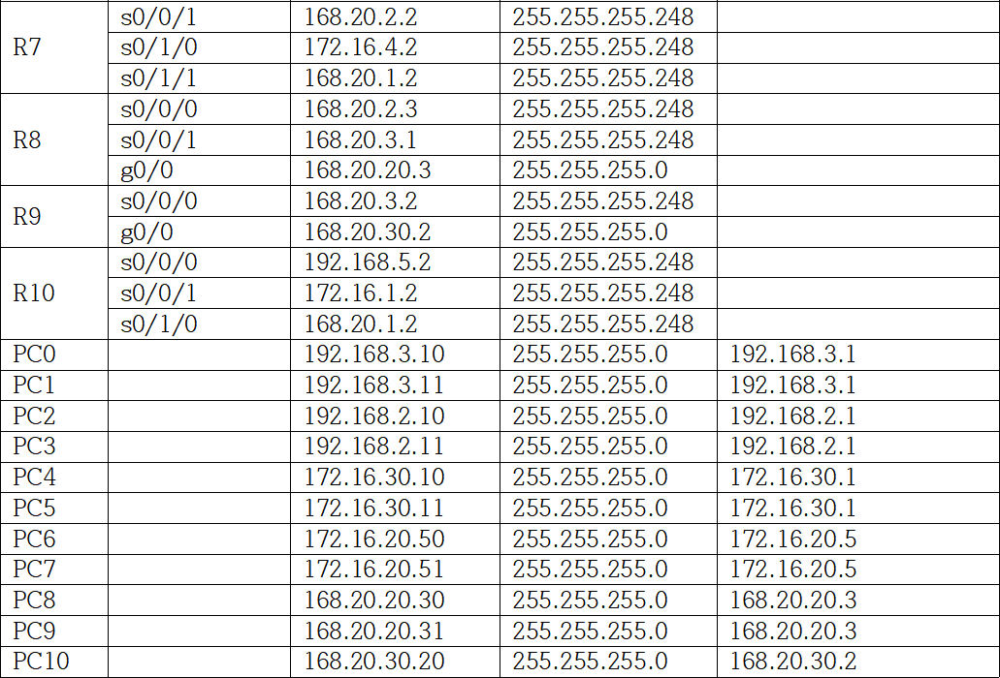 R7 s0/0/1 168.20.2.2 255.255.255.248
s0/1/0 172.16.4.2 255.255.255.248
s0/1/1 168.20.1.2 255.255.255.248
R8 s0/0/0 168.20.2.3 255.255.255.248
s0/0/1 168.20.3.1 255.255.255.248
g0/0 168.20.20.3 255.255.255.0
R9 s0/0/0 168.20.3.2 255.255.255.248
g0/0 168.20.30.2 255.255.255.0
R10 s0/0/0 192.168.5.2 255.255.255.248
s0/0/1 172.16.1.2 255.255.255.248
s0/1/0 168.20.1.2 255.255.255.248
PC0 192.168.3.10 255.255.255.0 192.168.3.1
PC1 192.168.3.11 255.255.255.0 192.168.3.1
PC2 192.168.2.10 255.255.255.0 192.168.2.1
PC3 192.168.2.11 255.255.255.0 192.168.2.1
PC4 172.16.30.10 255.255.255.0 172.16.30.1
PC5 172.16.30.11 255.255.255.0 172.16.30.1
PC6 172.16.20.50 255.255.255.0 172.16.20.5
PC7 172.16.20.51 255.255.255.0 172.16.20.5
PC8 168.20.20.30 255.255.255.0 168.20.20.3
PC9 168.20.20.31 255.255.255.0 168.20.20.3
PC10 168.20.30.20 255.255.255.0 168.20.30.2